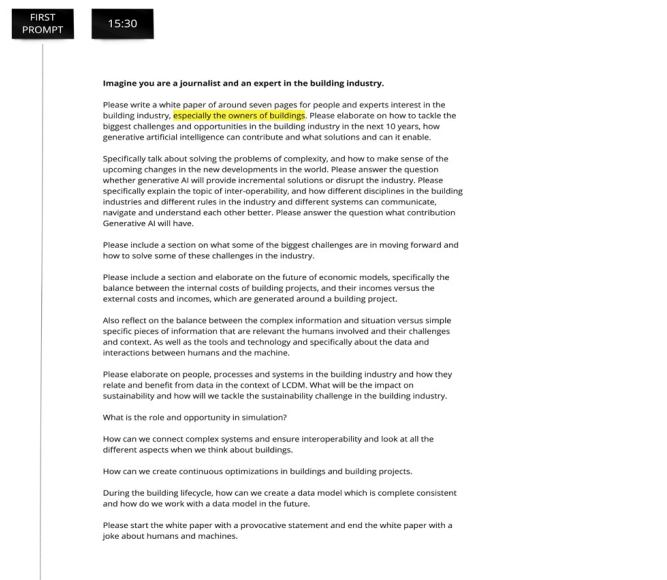 FIRST
PROMPT
15:30
Imagine you are a journalist and an expert in the building industry.
Please write a white paper of around seven pages for people and experts interest in the
building industry, especially the owners of buildings. Please elaborate on how to tackle the
biggest challenges and opportunities in the building industry in the next 10 years, how
generative artificial intelligence can contribute and what solutions and can it enable.
Specifically talk about solving the problems of complexity, and how to make sense of the
upcoming changes in the new developments in the world. Please answer the question
whether generative AI will provide incremental solutions or disrupt the industry. Please
specifically explain the topic of inter-operability, and how different disciplines in the building
industries and different rules in the industry and different systems can communicate,
navigate and understand each other better. Please answer the question what contribution
Generative AI will have.
Please include a section on what some of the biggest challenges are in moving forward and
how to solve some of these challenges in the industry.
Please include a section and elaborate on the future of economic models, specifically the
balance between the internal costs of building projects, and their incomes versus the
external costs and incomes, which are generated around a building project.
Also reflect on the balance between the complex information and situation versus simple
specific pieces of information that are relevant the humans involved and their challenges
and context. As well as the tools and technology and specifically about the data and
interactions between humans and the machine.
Please elaborate on people, processes and systems in the building industry and how they
relate and benefit from data in the context of LCDM. What will be the impact on
sustainability and how will we tackle the sustainability challenge in the building industry.
What is the role and opportunity in simulation?
How can we connect complex systems and ensure interoperability and look at all the
different aspects when we think about buildings.
How can we create continuous optimizations in buildings and building projects.
During the building lifecycle, how can we create a data model which is complete consistent
and how do we work with a data model in the future.
Please start the white paper with a provocative statement and end the white paper with a
joke about humans and machines.